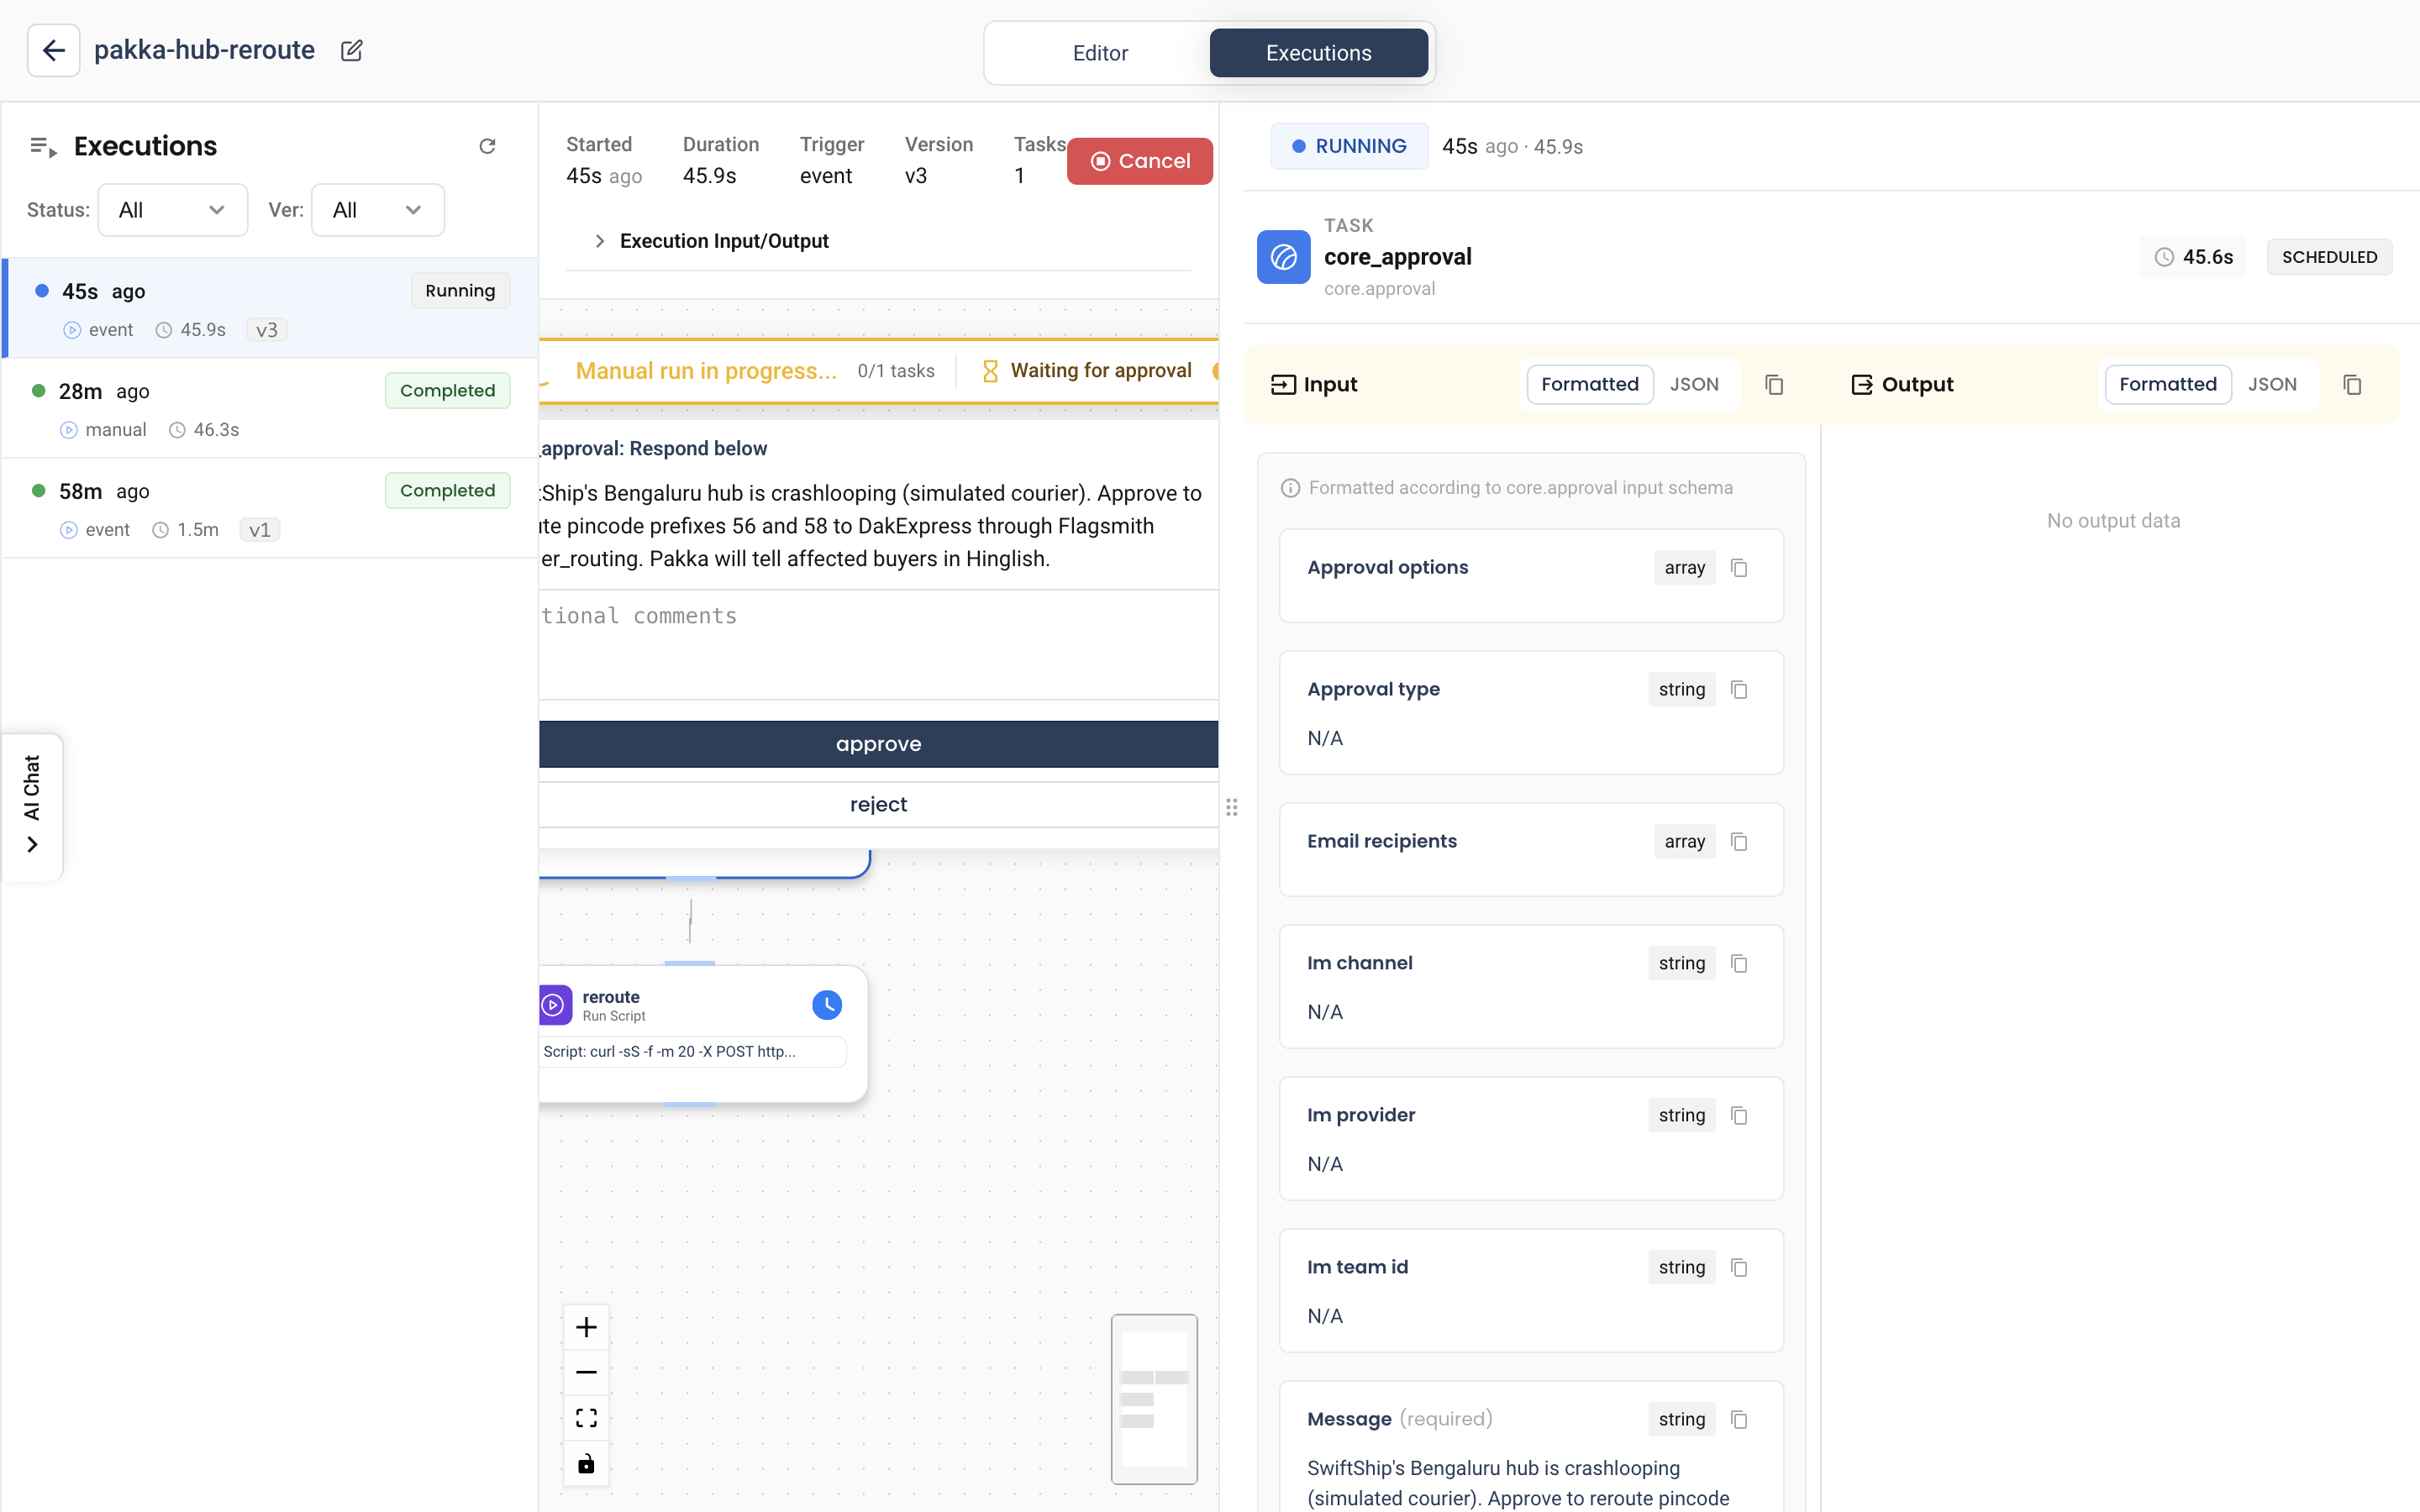 pakka-hub-reroute
Editor
Executions
Executions
Status:
All
Ver:
All
45s ago
Running
event
45.9s
v3
28m ago
Completed
manual
46.3s
58m ago
Completed
event
1.5m
v1
AI Chat
Started
45s ago
Duration
45.9s
Trigger
event
Version
v3
Tasks
1
Cancel
Execution Input/Output
Manual run in progress...
0/1 tasks
Waiting for approval
_approval: Respond below
tShip's Bengaluru hub is crashlooping (simulated courier). Approve to
ute pincode prefixes 56 and 58 to DakExpress through Flagsmith
er_routing. Pakka will tell affected buyers in Hinglish.
tional comments
approve
reject
reroute
Run Script
Script: curl -sS -f -m 20 -X POST http...
RUNNING
45s ago · 45.9s
TASK
core_approval
core.approval
45.6s
SCHEDULED
Input
Formatted
JSON
Output
Formatted
JSON
Formatted according to core.approval input schema
No output data
Approval options
array
Approval type
string
N/A
Email recipients
array
Im channel
string
N/A
Im provider
string
N/A
Im team id
string
N/A
Message (required)
string
SwiftShip's Bengaluru hub is crashlooping
(simulated courier). Approve to reroute pincode